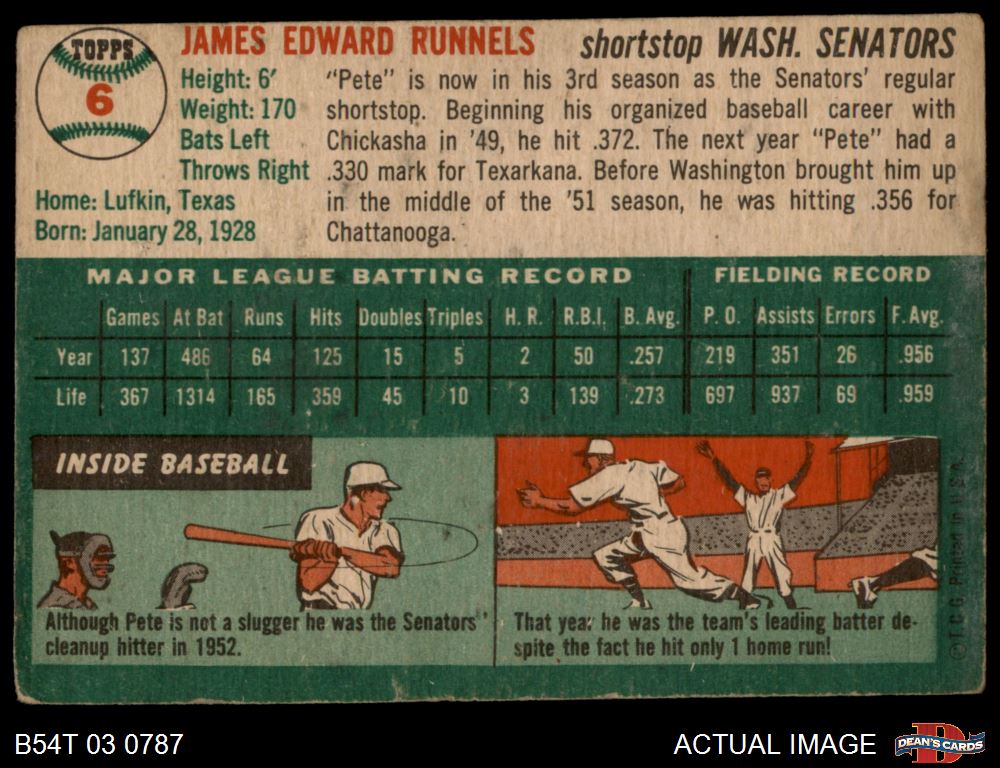 TOPPS
6
JAMES EDWARD RUNNELS shortstop WASH. SENATORS
Height: 6'
Weight: 170
Bats Left
Throws Right
Home: Lufkin, Texas
Born: January 28, 1928
"Pete" is now in his 3rd season as the Senators' regular
shortstop. Beginning his organized baseball career with
Chickasha in '49, he hit .372. The next year "Pete" had a
.330 mark for Texarkana. Before Washington brought him up
in the middle of the '51 season, he was hitting .356 for
Chattanooga.
MAJOR LEAGUE BATTING RECORD FIELDING RECORD
Games At Bat Runs Hits Doubles Triples H. R. R.B.I. B. Avg. P. O. Assists Errors F. Avg.
Year 137 486 64 125 15 5 2 50 .257 219 351 26 .956
Life 367 1314 165 359 45 10 3 139 .273 697 937 69 .959
INSIDE BASEBALL
Although Pete is not a slugger he was the Senators'
cleanup hitter in 1952.
That year he was the team's leading batter de-
spite the fact he hit only 1 home run!
© T. C. G. Printed in U. S. A.
B54T 03 0787
ACTUAL IMAGE
DEAN'S CARDS